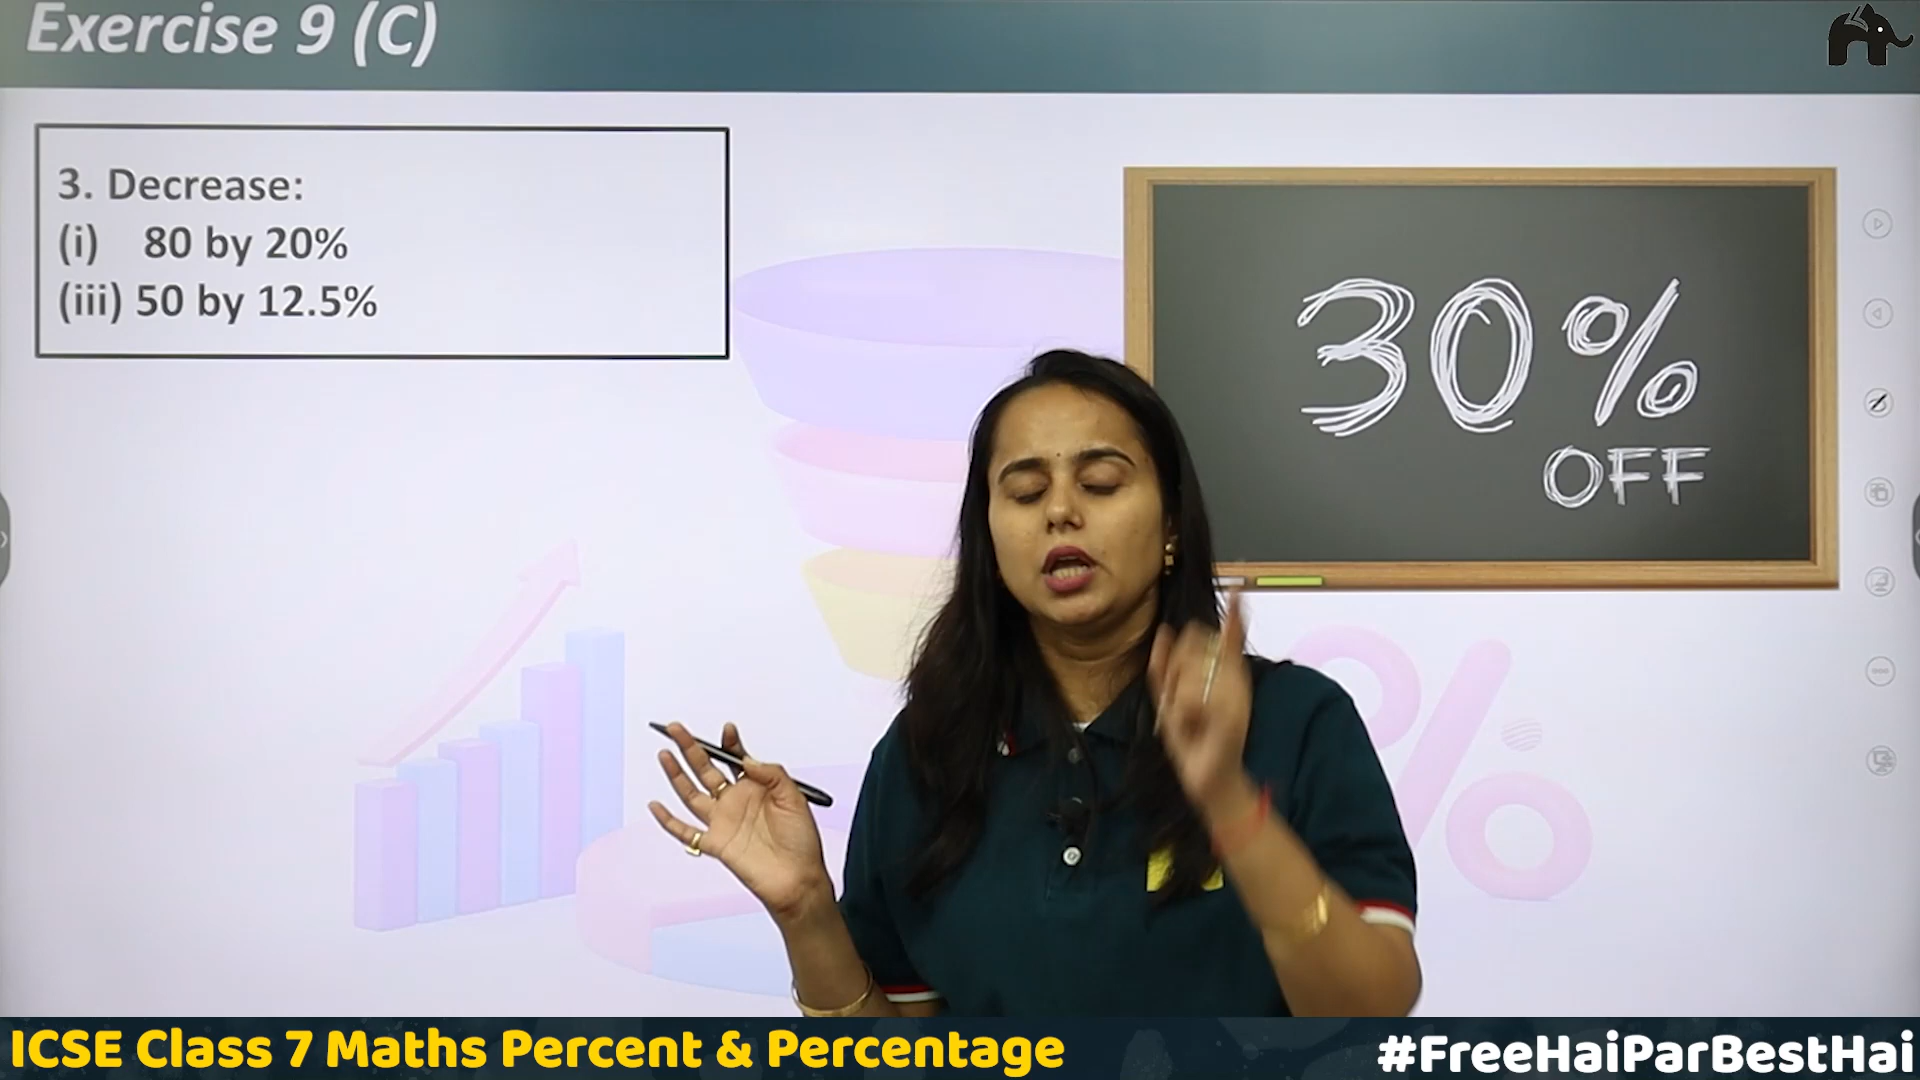 Exercise 9 (C)
3. Decrease:
(i) 80 by 20%
(iii) 50 by 12.5%
30%
OFF
ICSE Class 7 Maths Percent & Percentage
#FreeHaiParBestHai